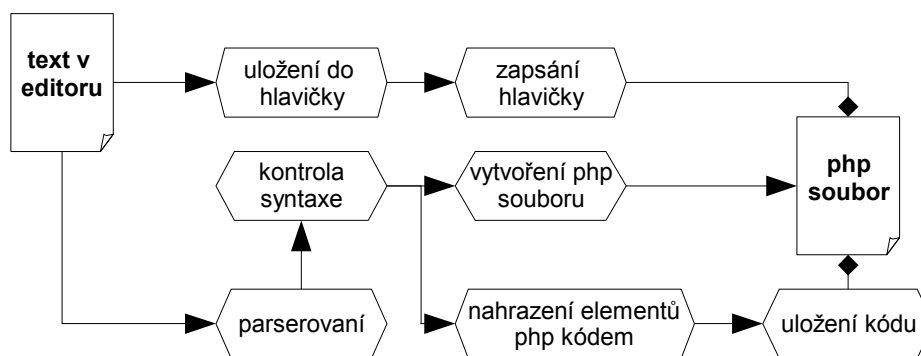 text v
editoru
uložení do
hlavičky
zapsání
hlavičky
kontrola
syntaxe
vytvoření php
souboru
php
soubor
parserovaní
nahrazení elementů
php kódem
uložení kódu